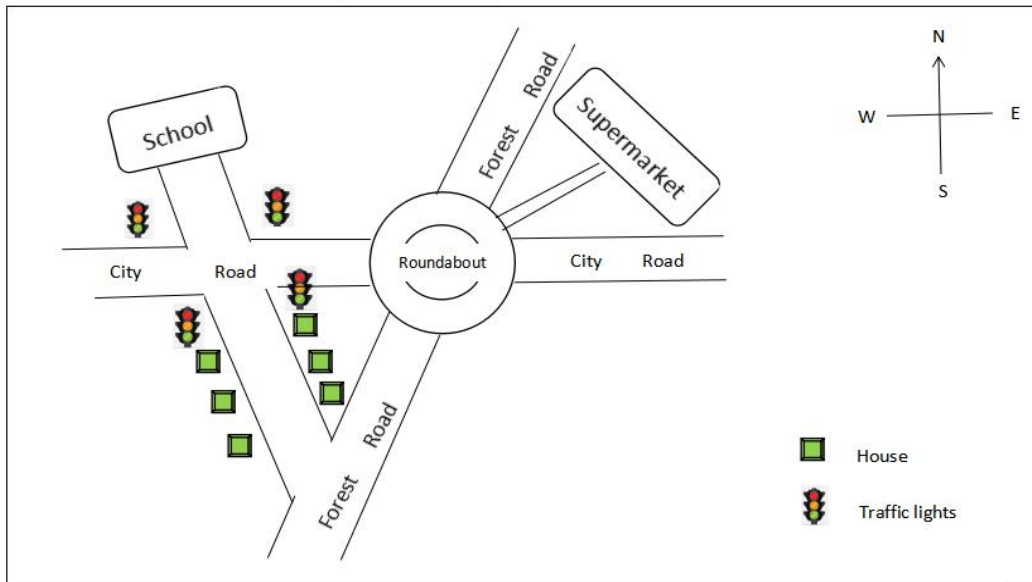 N
Forest Road
Supermarket
School
W E
S
City Road
Roundabout
City Road
Forest Road
House
Traffic lights